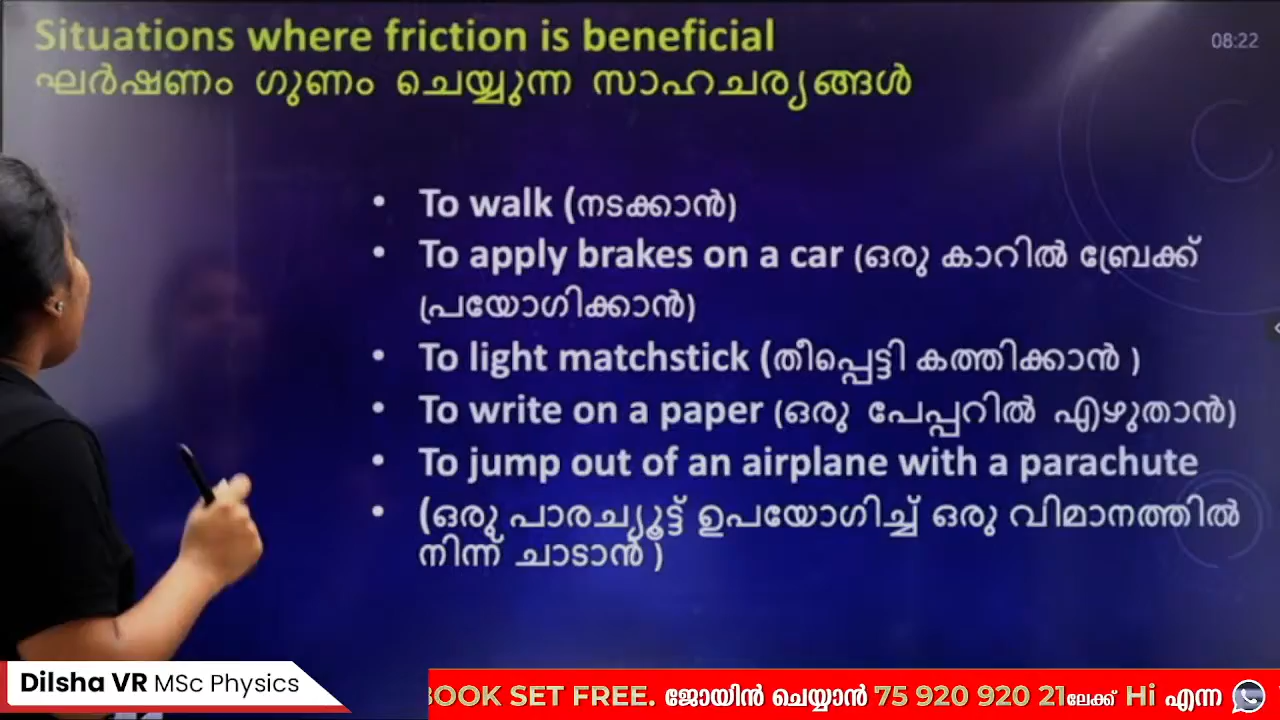 Situations where friction is beneficial
08:22
ഘർഷണം ഗുണം ചെയ്യുന്ന സാഹചര്യങ്ങൾ
• To walk (നടക്കാൻ)
• To apply brakes on a car (ഒരു കാറിൽ ബ്രേക്ക്
പ്രയോഗിക്കാൻ)
• To light matchstick (തീപ്പെട്ടി കത്തിക്കാൻ )
• To write on a paper (ഒരു പേപ്പറിൽ എഴുതാൻ)
• To jump out of an airplane with a parachute
• (ഒരു പാരച്യൂട്ട് ഉപയോഗിച്ച് ഒരു വിമാനത്തിൽ
നിന്ന് ചാടാൻ )
Dilsha VR MSc Physics
BOOK SET FREE. ജോയിൻ ചെയ്യാൻ 75 920 920 21ലേക്ക് Hi എന്ന